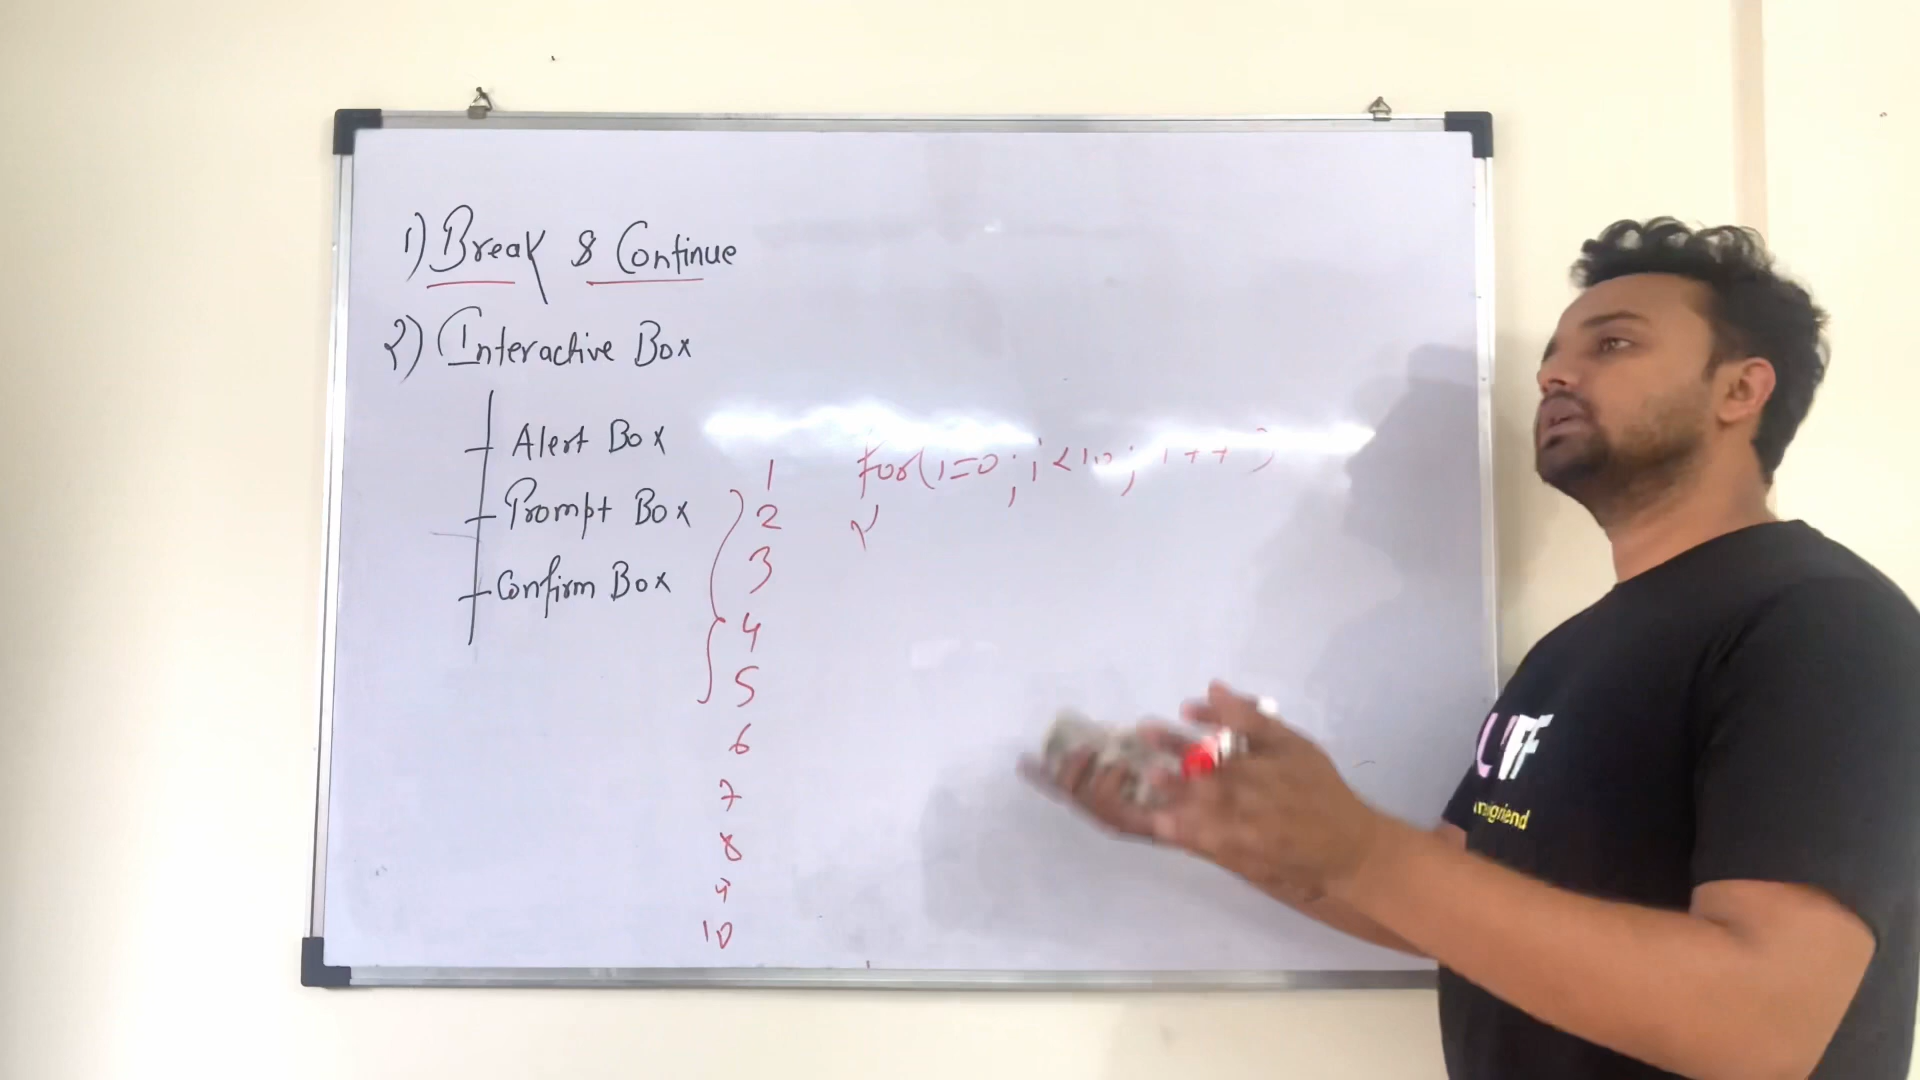 1) Break & Continue
2) Interactive Box
Alert Box
Prompt Box
Confirm Box
1
2
3
4
5
6
7
8
9
10
for(i=0; i<10; i++)
{